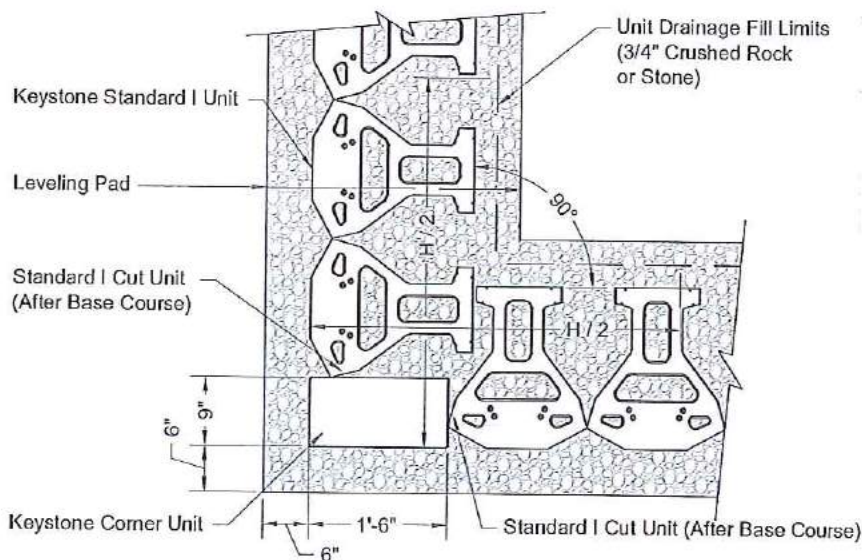 Unit Drainage Fill Limits
(3/4" Crushed Rock
or Stone)
Keystone Standard I Unit
Leveling Pad
90°
H / 2
Standard I Cut Unit
(After Base Course)
H / 2
9"
6"
Keystone Corner Unit
1'-6"
6"
Standard I Cut Unit (After Base Course)